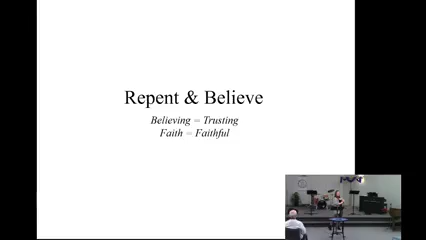 Repent & Believe
Believing = Trusting
Faith = Faithful